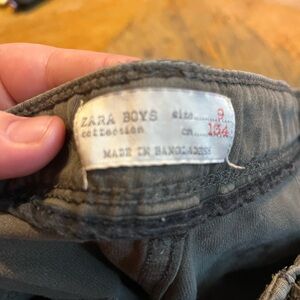 ZARA BOYS size........9........
collection cm........134......
MADE IN BANGLADESH